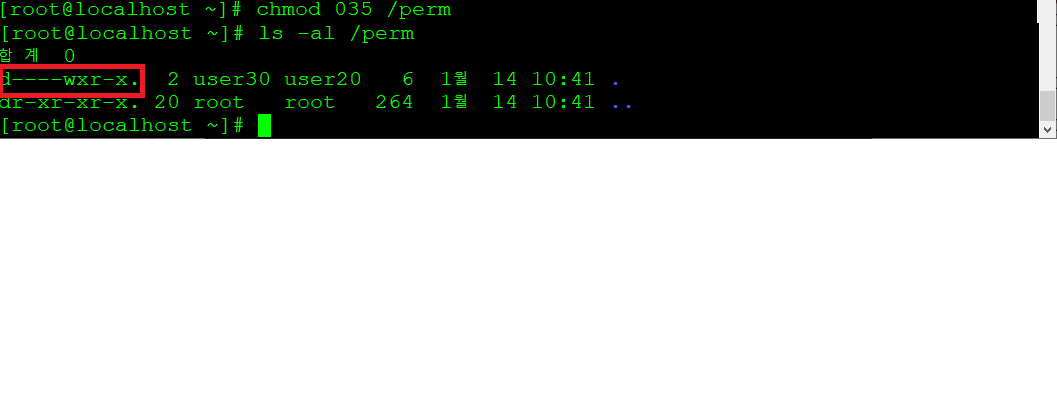 [root@localhost ~]# chmod 035 /perm
[root@localhost ~]# ls -al /perm
합계 0
d----wxr-x. 2 user30 user20 6 1월 14 10:41 .
dr-xr-xr-x. 20 root root 264 1월 14 10:41 ..
[root@localhost ~]#